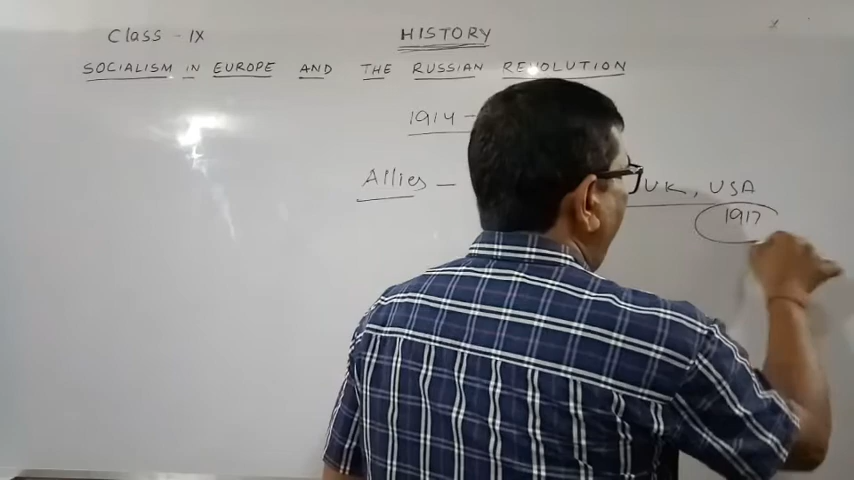 Class - IX
HISTORY
SOCIALISM IN EUROPE AND THE RUSSIAN REVOLUTION
1914 -
Allies - UK, USA
1917